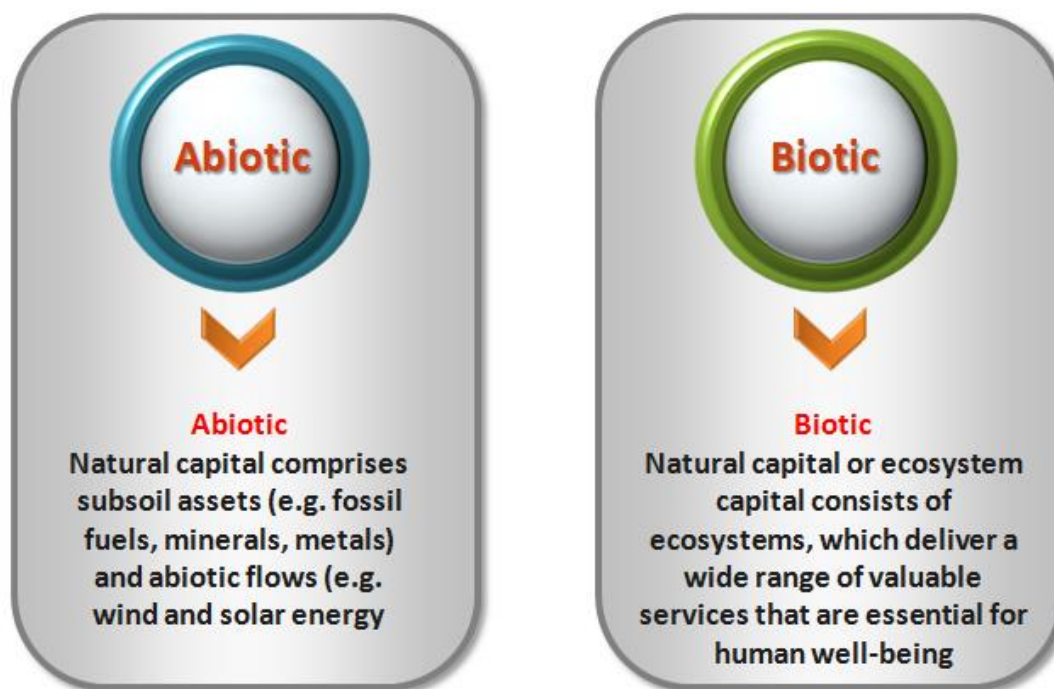 Abiotic
Abiotic
Natural capital comprises
subsoil assets (e.g. fossil
fuels, minerals, metals)
and abiotic flows (e.g.
wind and solar energy
Biotic
Biotic
Natural capital or ecosystem
capital consists of
ecosystems, which deliver a
wide range of valuable
services that are essential for
human well-being